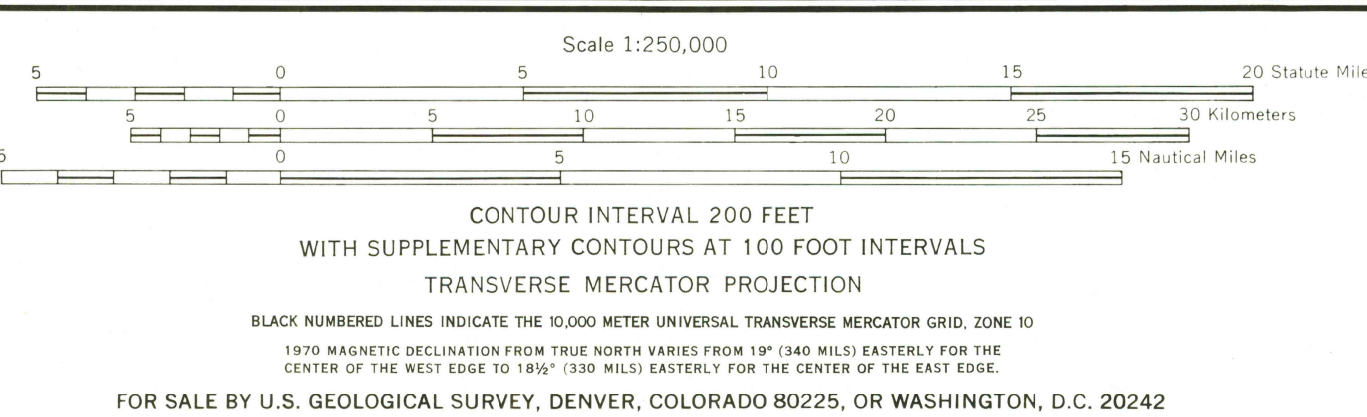 Scale 1:250,000
5 0 5 10 15 20 Statute Mile
5 0 5 10 15 20 25 30 Kilometers
5 0 5 10 15 Nautical Miles
CONTOUR INTERVAL 200 FEET
WITH SUPPLEMENTARY CONTOURS AT 100 FOOT INTERVALS
TRANSVERSE MERCATOR PROJECTION
BLACK NUMBERED LINES INDICATE THE 10,000 METER UNIVERSAL TRANSVERSE MERCATOR GRID, ZONE 10
1970 MAGNETIC DECLINATION FROM TRUE NORTH VARIES FROM 19° (340 MILS) EASTERLY FOR THE
CENTER OF THE WEST EDGE TO 18½° (330 MILS) EASTERLY FOR THE CENTER OF THE EAST EDGE.
FOR SALE BY U.S. GEOLOGICAL SURVEY, DENVER, COLORADO 80225, OR WASHINGTON, D.C. 20242